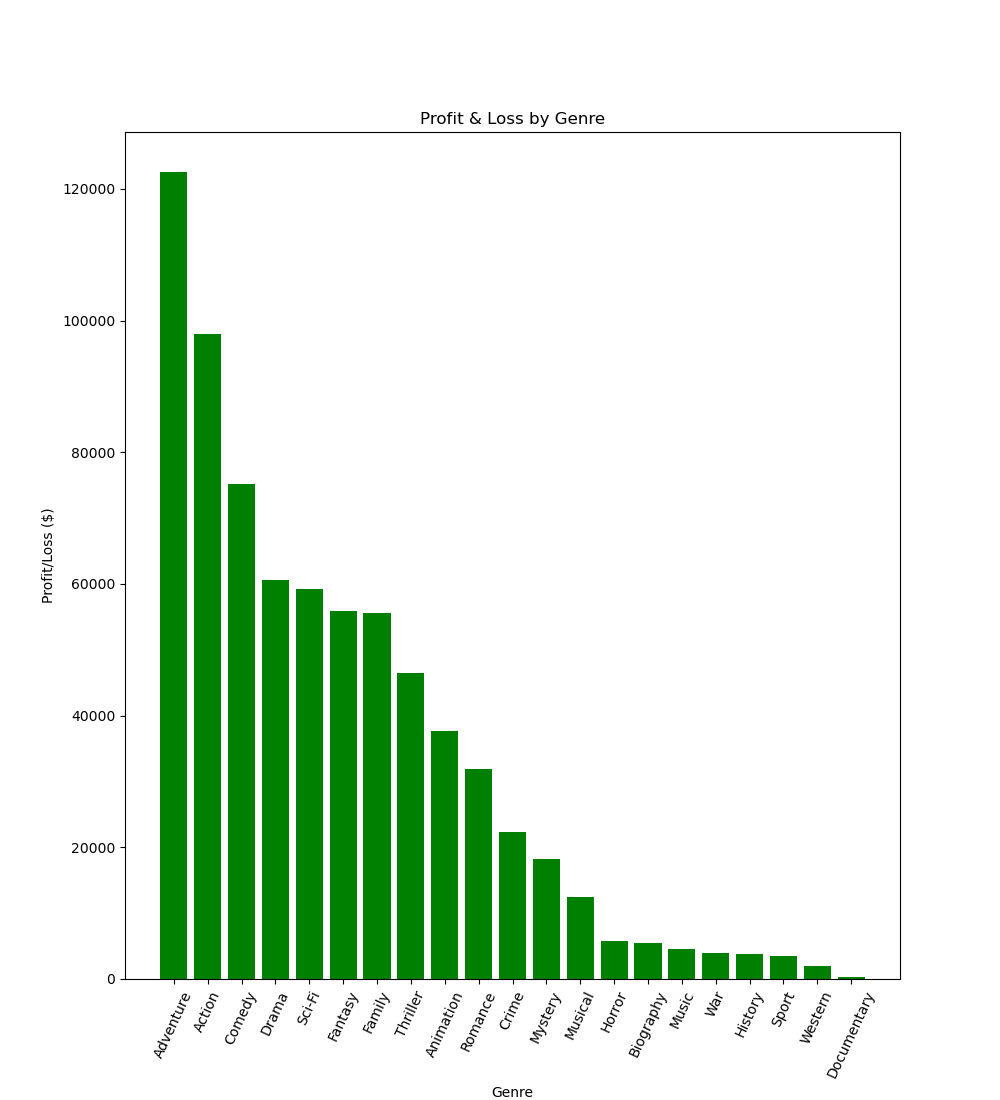 Profit & Loss by Genre
Profit/Loss ($)
120000
100000
80000
60000
40000
20000
0
Adventure
Action
Comedy
Drama
Sci-Fi
Fantasy
Family
Thriller
Animation
Romance
Crime
Mystery
Musical
Horror
Biography
Music
War
History
Sport
Western
Documentary
Genre